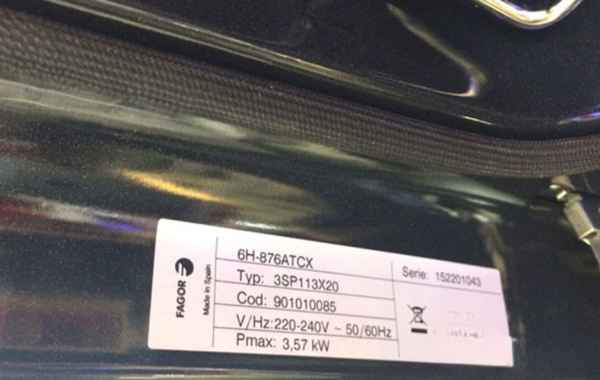 FAGOR
Made in Spain
6H-876ATCX
Typ: 3SP113X20
Cod: 901010085
V/Hz: 220-240V ~ 50/60Hz
Pmax: 3,57 kW
Serie: 152201043